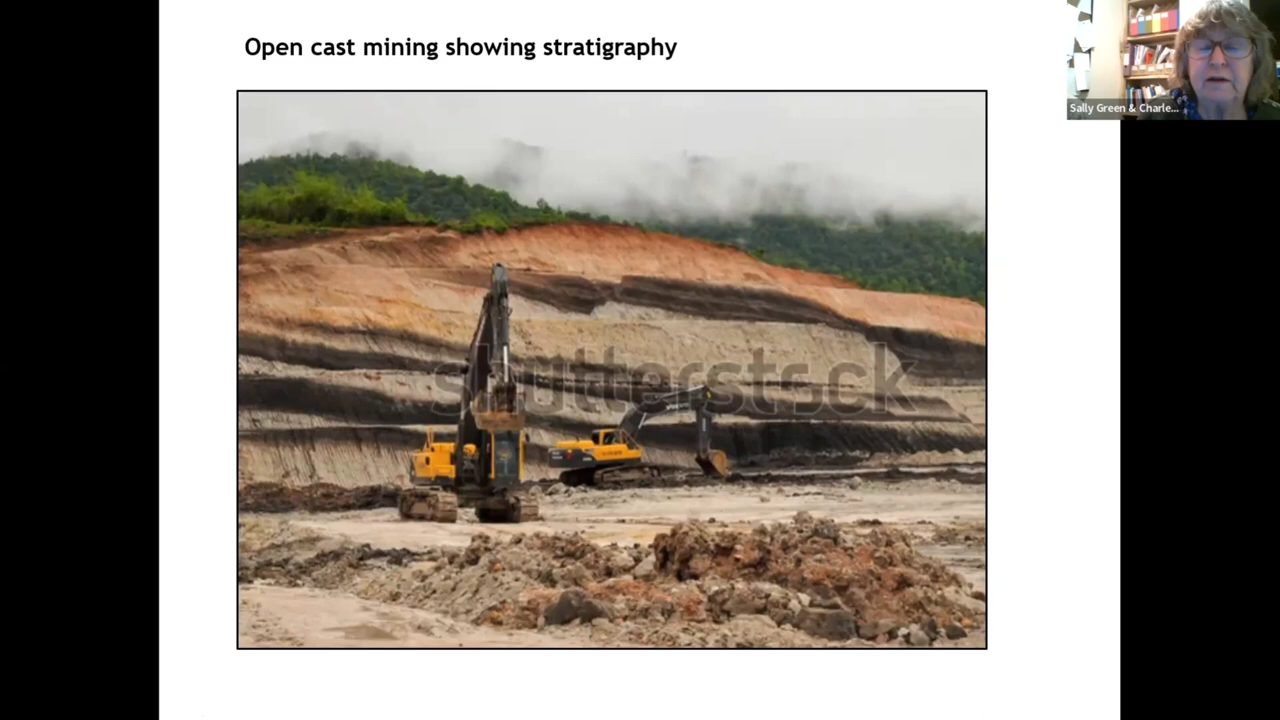 Open cast mining showing stratigraphy
Sally Green & Charle...
shutterstock